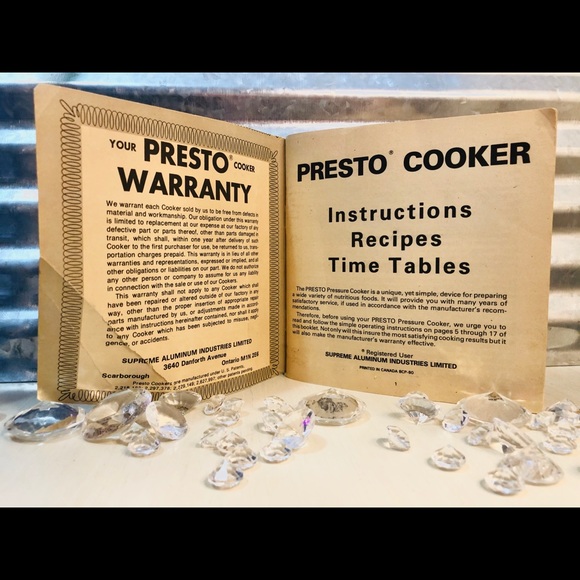 YOUR PRESTO® COOKER
WARRANTY
We warrant each Cooker sold by us to be free from defects in
material and workmanship. Our obligation under this warranty
is limited to replacement at our expense at our factory of any
defective part or parts thereof, other than parts damaged in
transit, which shall, within one year after delivery of such
Cooker to the first purchaser for use, be returned to us, trans-
portation charges prepaid. This warranty is in lieu of all other
warranties and representations, expressed or implied, and all
other obligations or liabilities on our part. We do not authorize
any other person or company to assume for us any liability
in connection with the sale or use of our Cookers.
This warranty shall not apply to any Cooker which shall
have been repaired or altered outside of our factory in any
way, other than the proper insertion of appropriate repair
parts manufactured by us, or adjustments made in accord-
ance with instructions hereinafter contained, nor shall it apply
to any Cooker which has been subjected to misuse, negli-
gence, or accidents.
SUPREME ALUMINUM INDUSTRIES LIMITED
3640 Danforth Avenue
Scarborough Ontario M1N 2E6
Presto Cookers are manufactured under U. S. Patents,
PRESTO® COOKER
Instructions
Recipes
Time Tables
The PRESTO Pressure Cooker is a unique, yet simple, device for preparing
a wide variety of nutritious foods. It will provide you with many years of
satisfactory service, if used in accordance with the manufacturer's recom-
mendations.
Therefore, before using your PRESTO Pressure Cooker, we urge you to
read and follow the simple operating instructions on pages 5 through 17 of
this booklet. Not only will this insure the most satisfying cooking results but it
will also make the manufacturer's warranty effective.
® Registered User
SUPREME ALUMINUM INDUSTRIES LIMITED
PRINTED IN CANADA BCF-8G
1